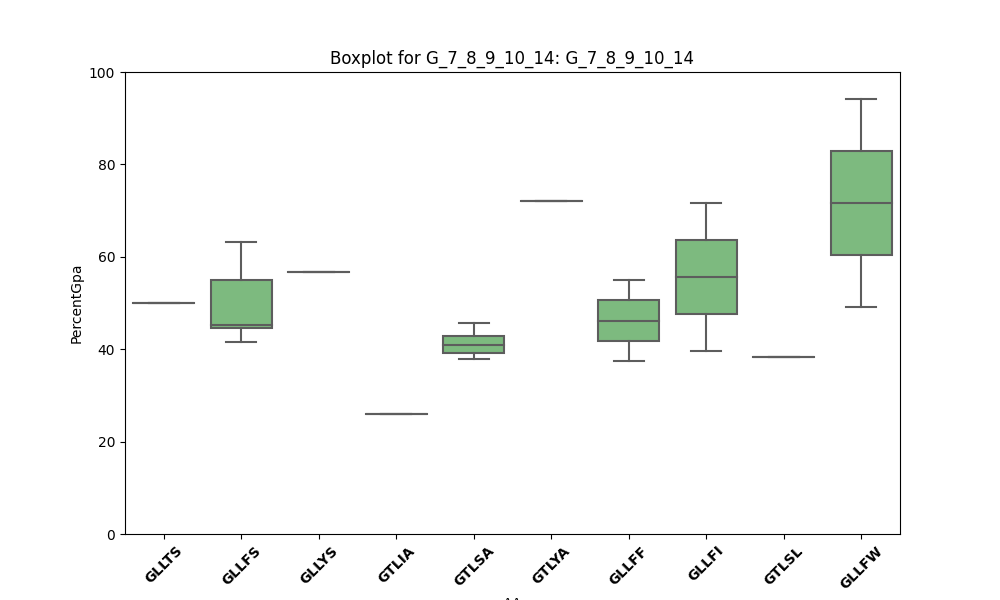 Boxplot for G_7_8_9_10_14: G_7_8_9_10_14
PercentGpa
100
80
60
40
20
0
GLLTS
GLLFS
GLLYS
GTLIA
GTLSA
GTLYA
GLLFF
GLLFI
GTLSL
GLLFW